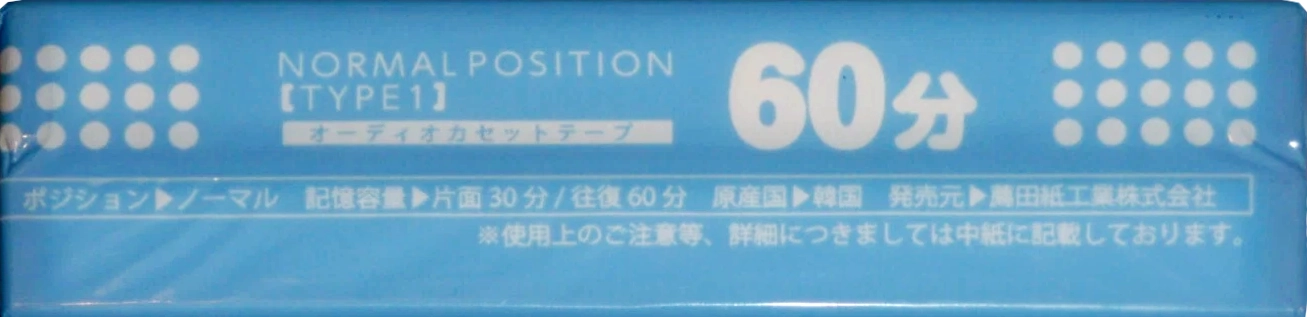 NORMAL POSITION
【TYPE1】
オーディオカセットテープ
60分
ポジション▶ノーマル 記憶容量▶片面30分/往復60分 原産国▶韓国 発売元▶萬田紙工業株式会社
※使用上のご注意等、詳細につきましては中紙に記載しております。